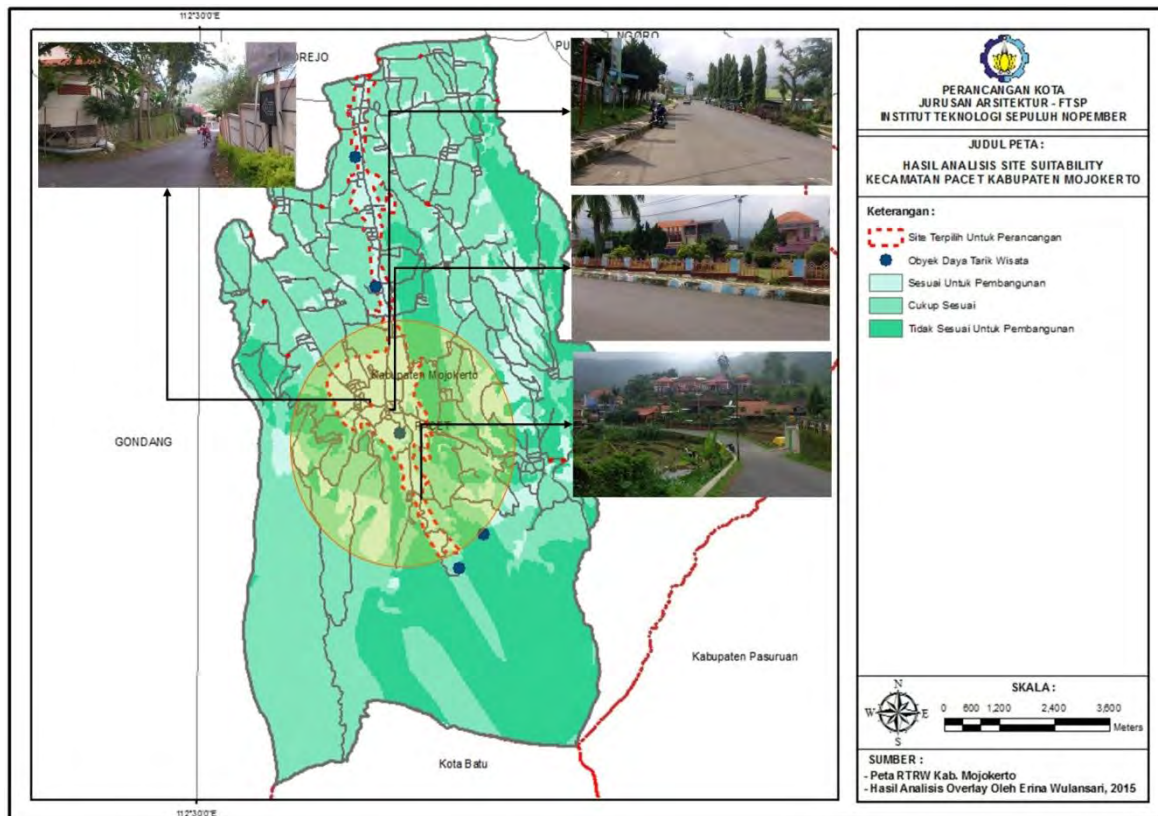 112°30'0"E
OREJO
PU
NGORO
GONDANG
Kabupaten Mojokerto
Kabupaten Pasuruan
Kota Batu
112°30'0"E
PERANCANGAN KOTA
JURUSAN ARSITEKTUR - FTSP
INSTITUT TEKNOLOGI SEPULUH NOPEMBER
JUDUL PETA :
HASIL ANALISIS SITE SUITABILITY
KECAMATAN PACET KABUPATEN MOJOKERTO
Keterangan :
Site Terpilih Untuk Perancangan
Obyek Daya Tarik Wisata
Sesuai Untuk Pembangunan
Cukup Sesuai
Tidak Sesuai Untuk Pembangunan
N
W E
S
SKALA :
0 600 1,200 2,400 3,600
Meters
SUMBER :
- Peta RTRW Kab. Mojokerto
- Hasil Analisis Overlay Oleh Erina Wulansari, 2015